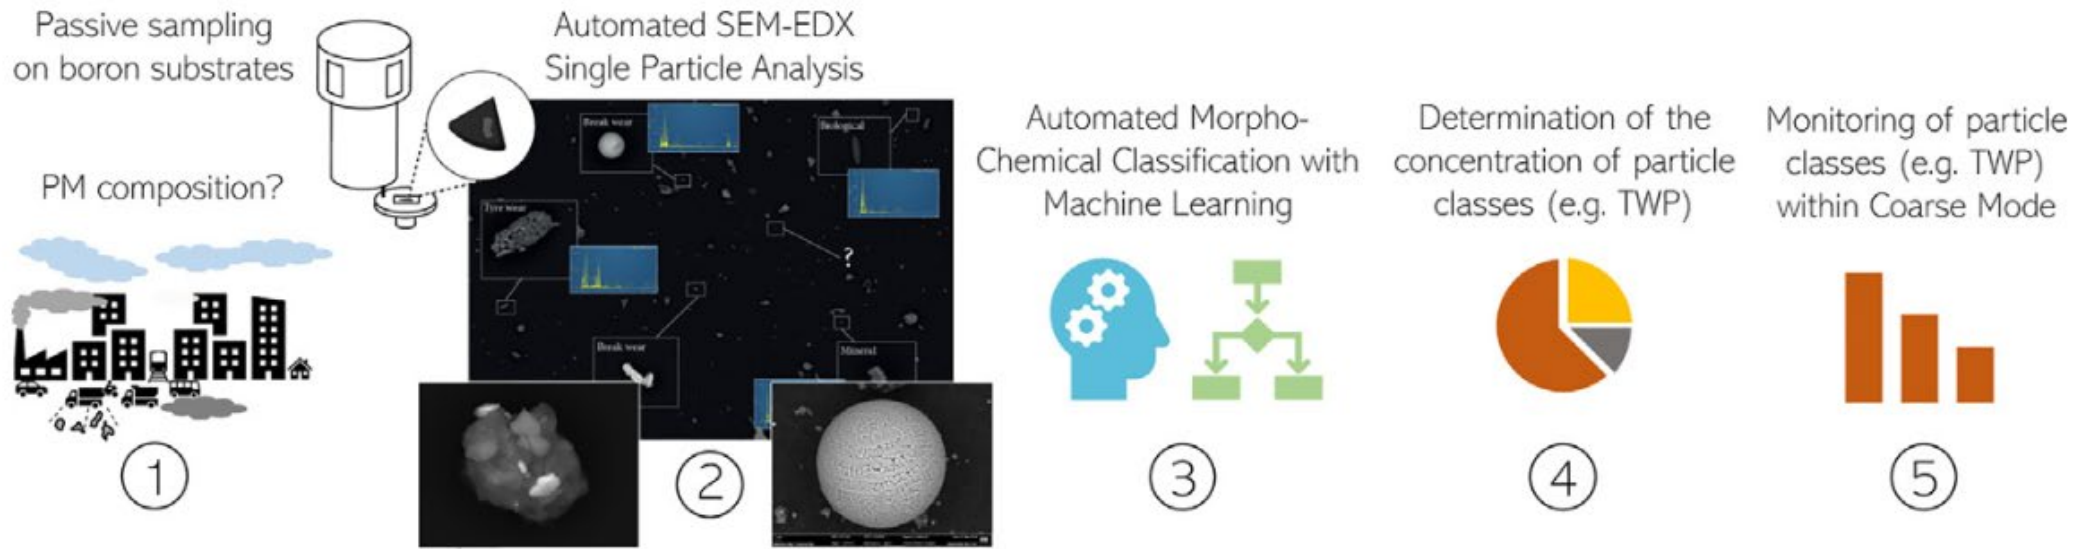 Passive sampling
on boron substrates
PM composition?
1
Automated SEM-EDX
Single Particle Analysis
Break wear
Biological
Tyre wear
?
Break wear
Mineral
2
Automated Morpho-
Chemical Classification with
Machine Learning
3
Determination of the
concentration of particle
classes (e.g. TWP)
4
Monitoring of particle
classes (e.g. TWP)
within Coarse Mode
5